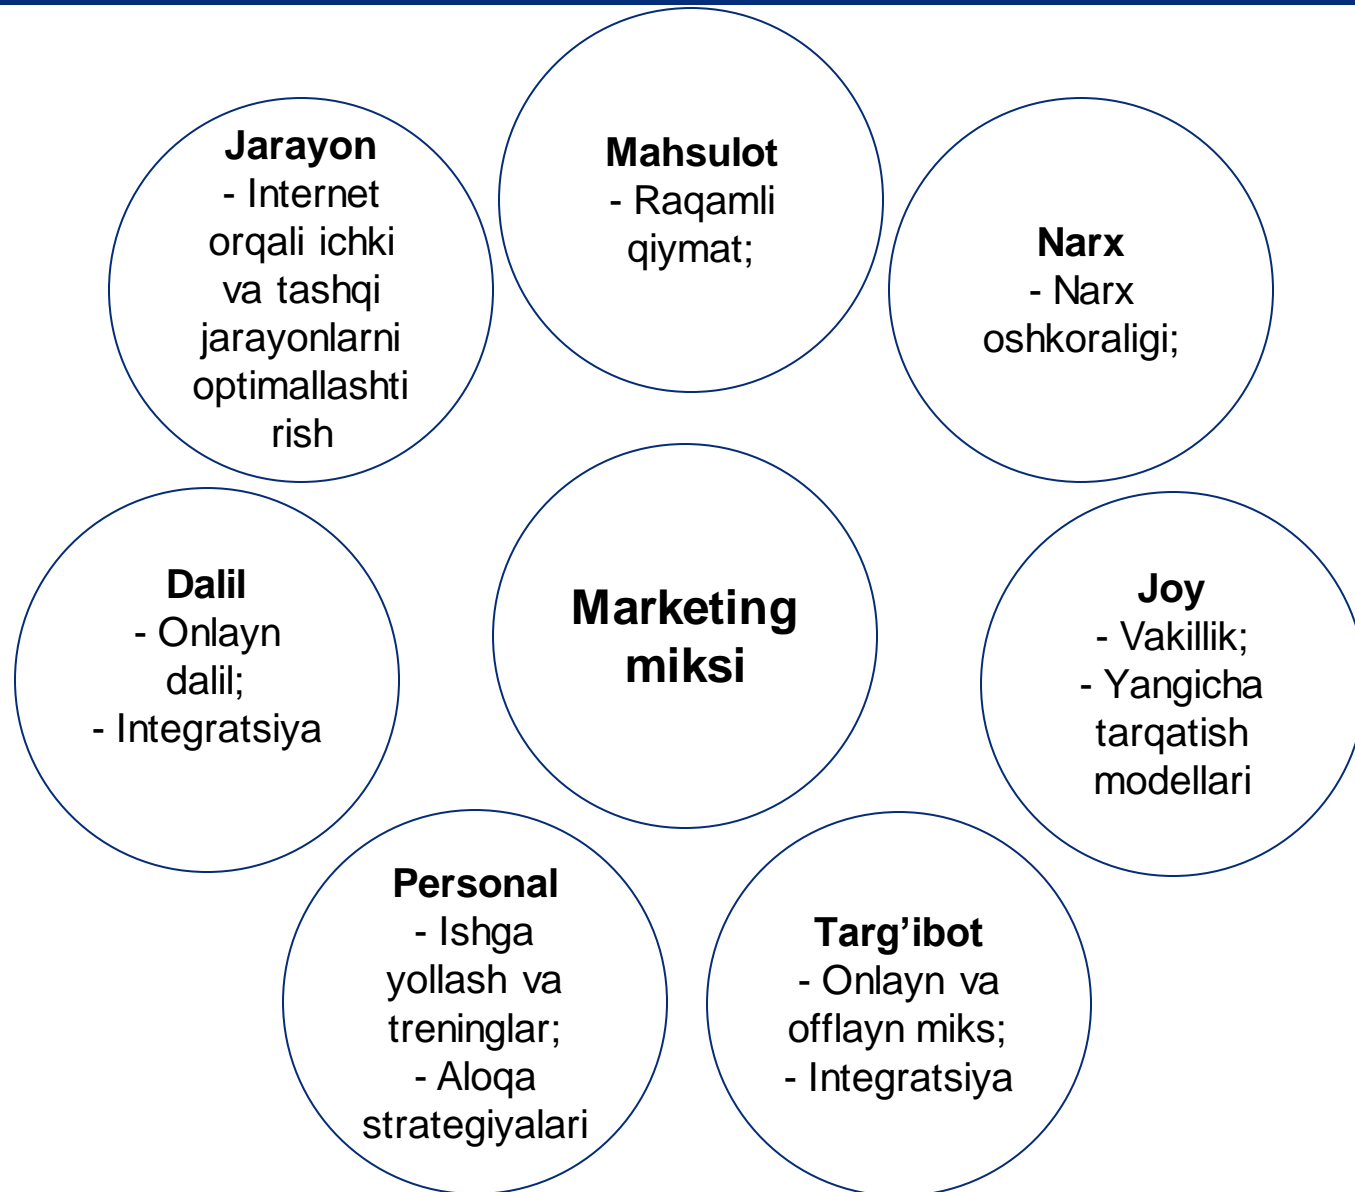 Jarayon
- Internet
orqali ichki
va tashqi
jarayonlarni
optimallashti
rish
Mahsulot
- Raqamli
qiymat;
Narx
- Narx
oshkoraligi;
Dalil
- Onlayn
dalil;
- Integratsiya
Marketing
miksi
Joy
- Vakillik;
- Yangicha
tarqatish
modellari
Personal
- Ishga
yollash va
treninglar;
- Aloqa
strategiyalari
Targ’ibot
- Onlayn va
offlayn miks;
- Integratsiya